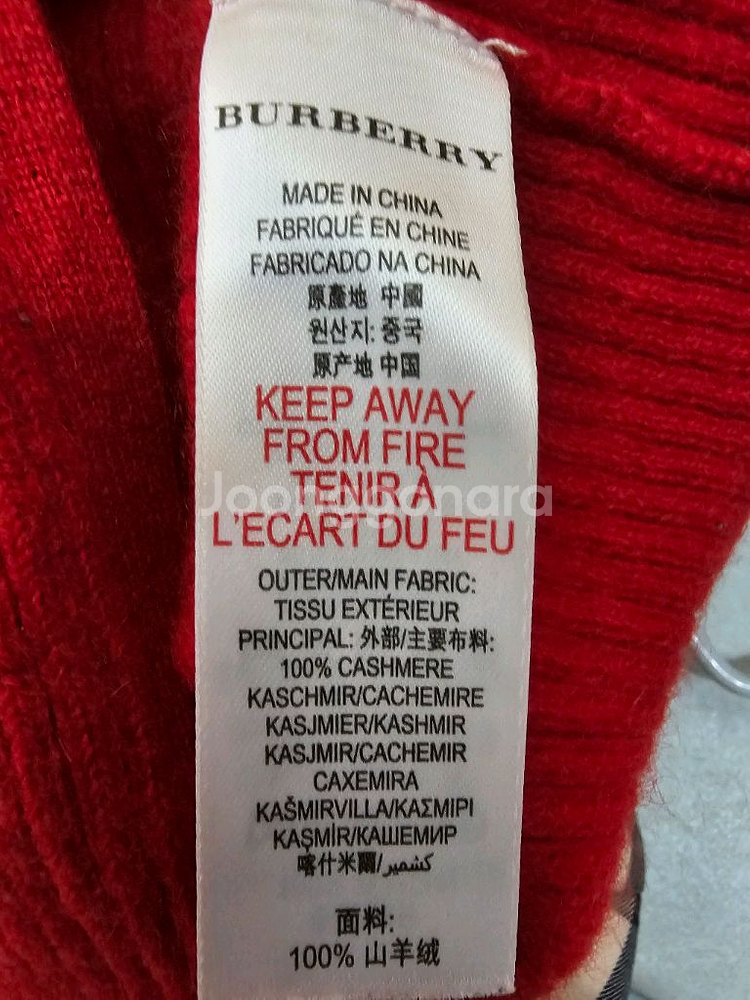 BURBERRY
MADE IN CHINA
FABRIQUÉ EN CHINE
FABRICADO NA CHINA
原產地 中國
원산지: 중국
原产地 中国
KEEP AWAY
FROM FIRE
TENIR À
Joonggonara
L'ECART DU FEU
OUTER/MAIN FABRIC:
TISSU EXTÉRIEUR
PRINCIPAL: 外部/主要布料:
100% CASHMERE
KASCHMIR/CACHEMIRE
KASJMIER/KASHMIR
KASJMIR/CACHEMIR
CAXEMIRA
KAŠMIRVILLA/ΚΑΣΜΙΡΙ
KAŞMİR/КАШЕМИР
喀什米爾/كشمير
面料:
100% 山羊绒